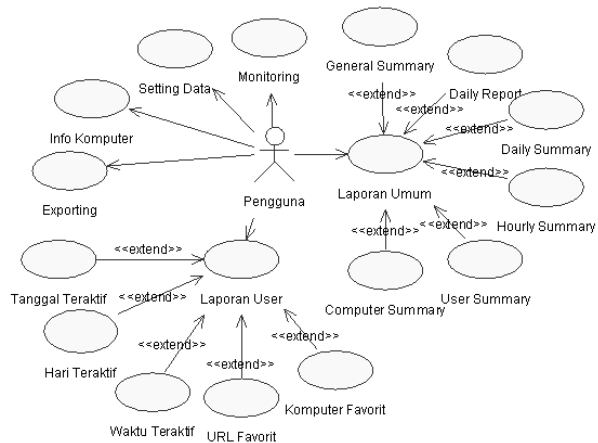 General Summary
Monitoring
Setting Data
<<extend>>
Daily Report
<<extend>>
<<extend>>
Info Komputer
Daily Summary
<<extend>>
Laporan Umum
Exporting
Pengguna
Hourly Summary
<<extend>>
<<extend>>
<<extend>>
Tanggal Teraktif
<<extend>>
Laporan User
Computer Summary
User Summary
<<extend>>
<<extend>>
<<extend>>
Hari Teraktif
Komputer Favorit
Waktu Teraktif
URL Favorit